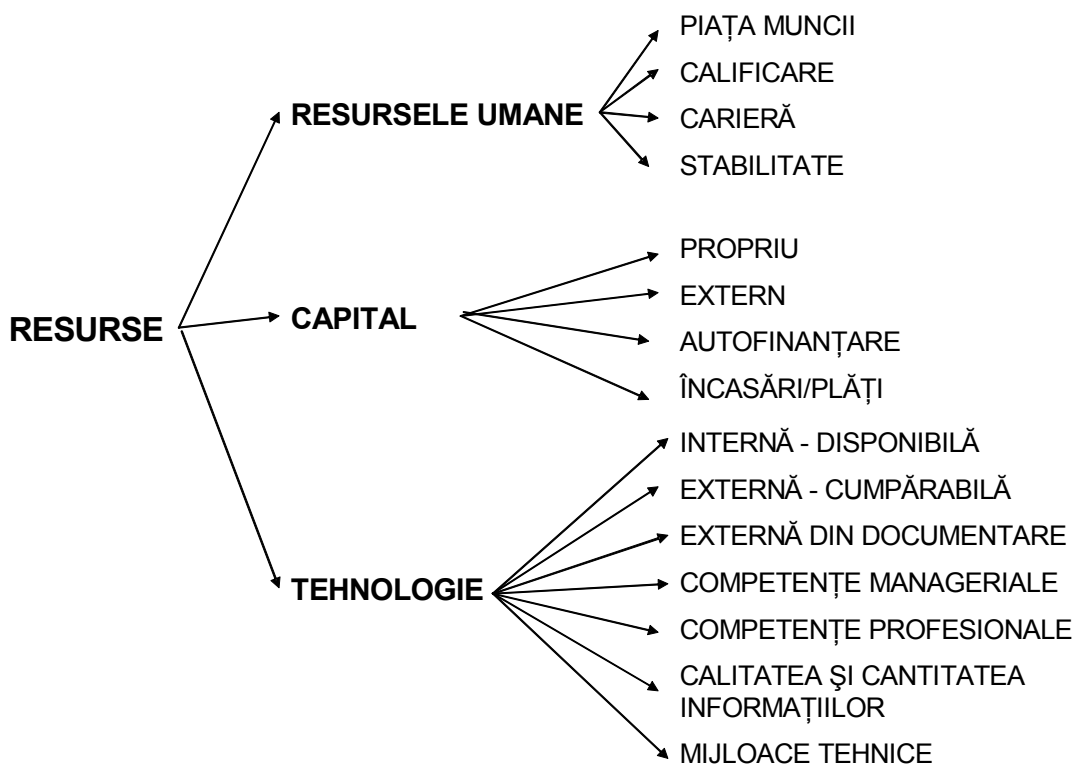 RESURSE
RESURSELE UMANE
PIAȚA MUNCII
CALIFICARE
CARIERĂ
STABILITATE
CAPITAL
PROPRIU
EXTERN
AUTOFINANȚARE
ÎNCASĂRI/PLĂȚI
TEHNOLOGIE
INTERNĂ - DISPONIBILĂ
EXTERNĂ - CUMPĂRABILĂ
EXTERNĂ DIN DOCUMENTARE
COMPETENȚE MANAGERIALE
COMPETENȚE PROFESIONALE
CALITATEA ŞI CANTITATEA
INFORMAȚIILOR
MIJLOACE TEHNICE